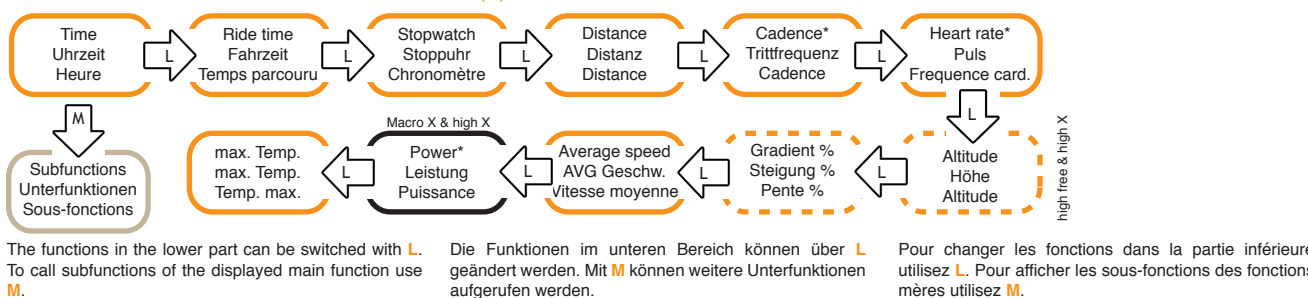 Time
Uhrzeit
Heure
L
Ride time
Fahrzeit
Temps parcouru
L
Stopwatch
Stoppuhr
Chronomètre
L
Distance
Distanz
Distance
L
Cadence*
Trittfrequenz
Cadence
L
Heart rate*
Puls
Frequence card.
L
Altitude
Höhe
Altitude
high free & high X
L
Gradient %
Steigung %
Pente %
L
Average speed
AVG Geschw.
Vitesse moyenne
L
Macro X & high X
Power*
Leistung
Puissance
L
max. Temp.
max. Temp.
Temp. max.
M
Subfunctions
Unterfunktionen
Sous-fonctions
The functions in the lower part can be switched with L.
To call subfunctions of the displayed main function use
M.
Die Funktionen im unteren Bereich können über L
geändert werden. Mit M können weitere Unterfunktionen
aufgerufen werden.
Pour changer les fonctions dans la partie inférieure
utilisez L. Pour afficher les sous-fonctions des fonctions
mères utilisez M.